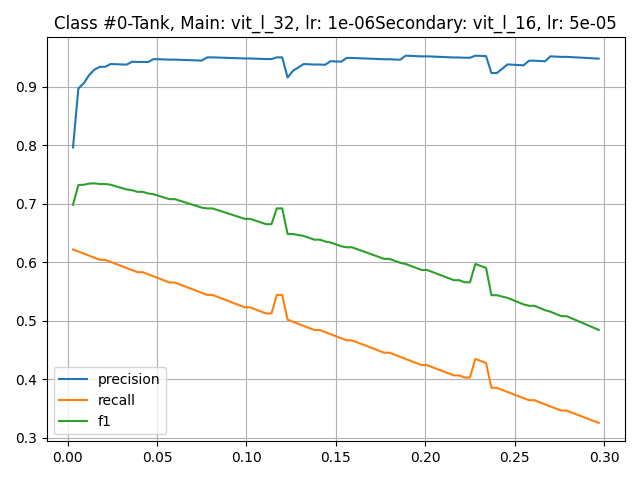 Class #0-Tank, Main: vit_l_32, lr: 1e-06Secondary: vit_l_16, lr: 5e-05
0.9
0.8
0.7
0.6
0.5
0.4
0.3
precision
recall
f1
0.00 0.05 0.10 0.15 0.20 0.25 0.30